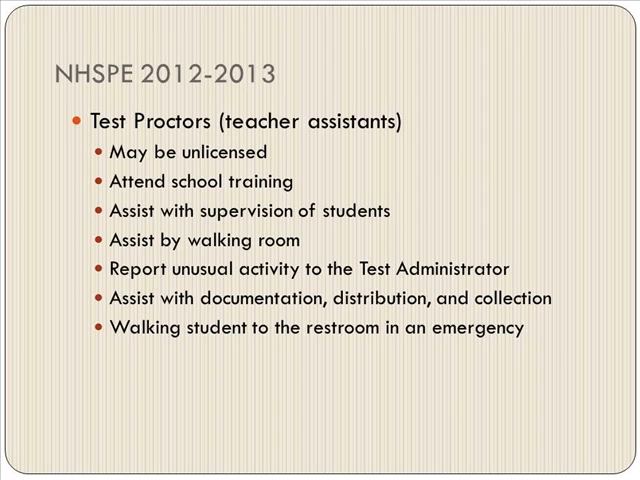 NHSPE 2012-2013
• Test Proctors (teacher assistants)
• May be unlicensed
• Attend school training
• Assist with supervision of students
• Assist by walking room
• Report unusual activity to the Test Administrator
• Assist with documentation, distribution, and collection
• Walking student to the restroom in an emergency